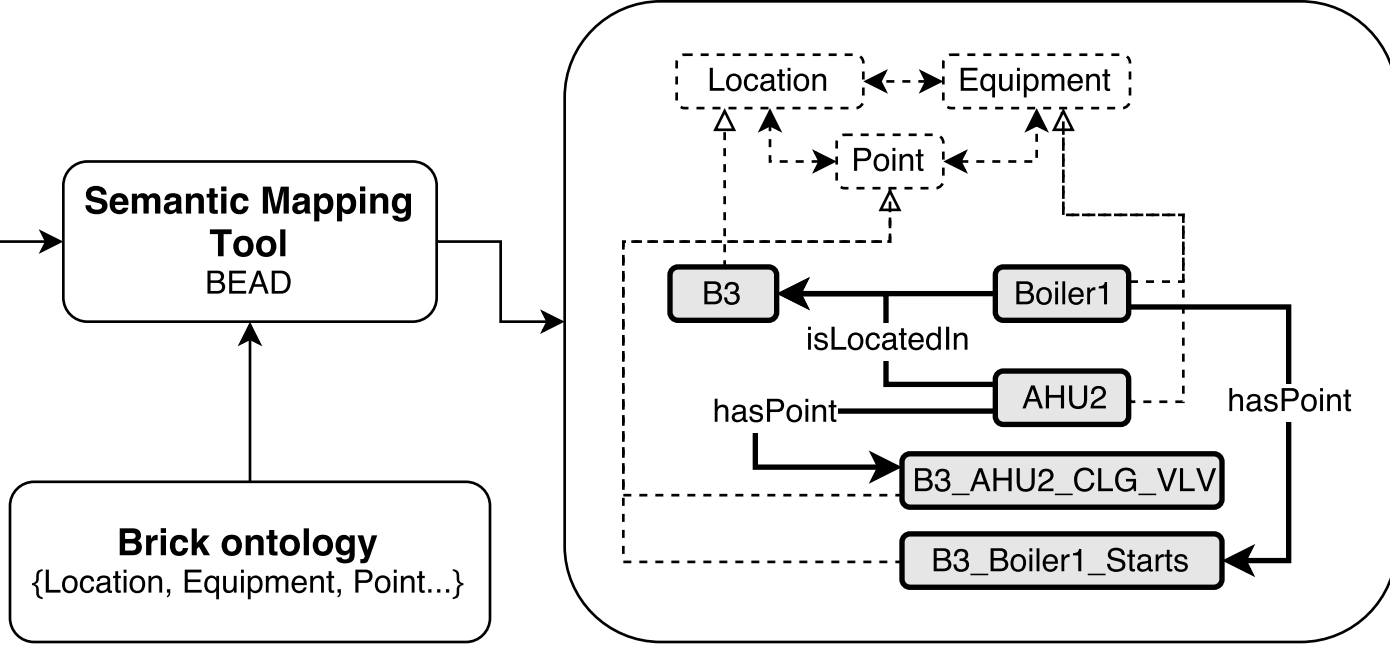 Semantic Mapping
Tool
BEAD
Brick ontology
{Location, Equipment, Point...}
Location
Equipment
Point
B3
Boiler1
isLocatedIn
AHU2
hasPoint
hasPoint
B3_AHU2_CLG_VLV
B3_Boiler1_Starts